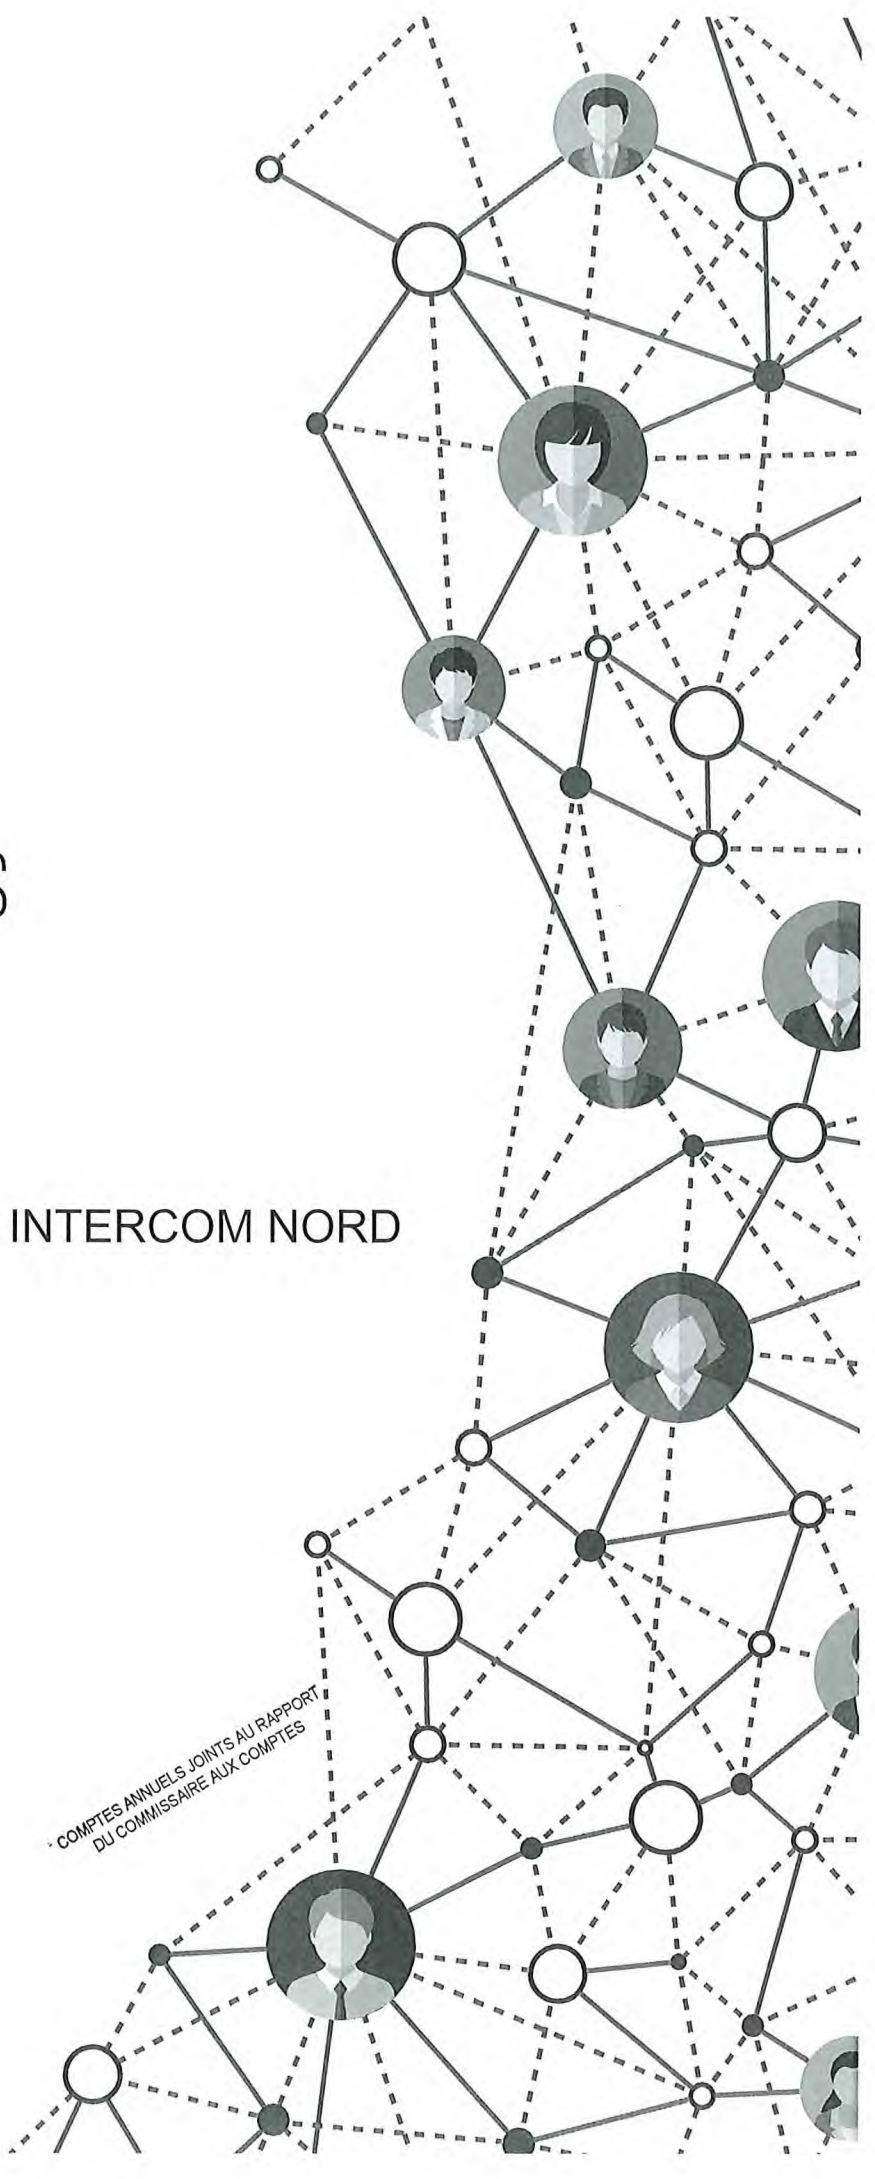 INTERCOM NORD
COMPTES ANNUELS JOINTS AU RAPPORT
DU COMMISSAIRE AUX COMPTES